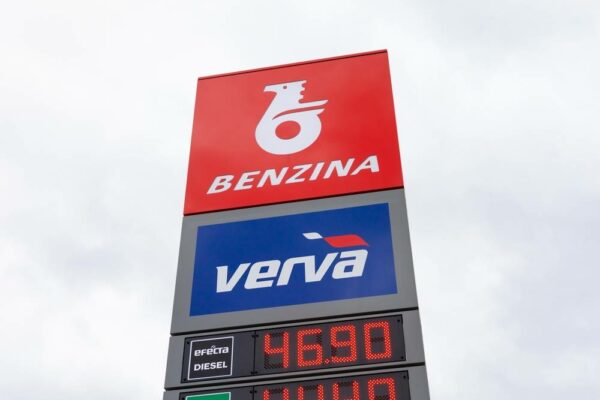 BENZINA
verva
eFecTa
DIESEL
46.90